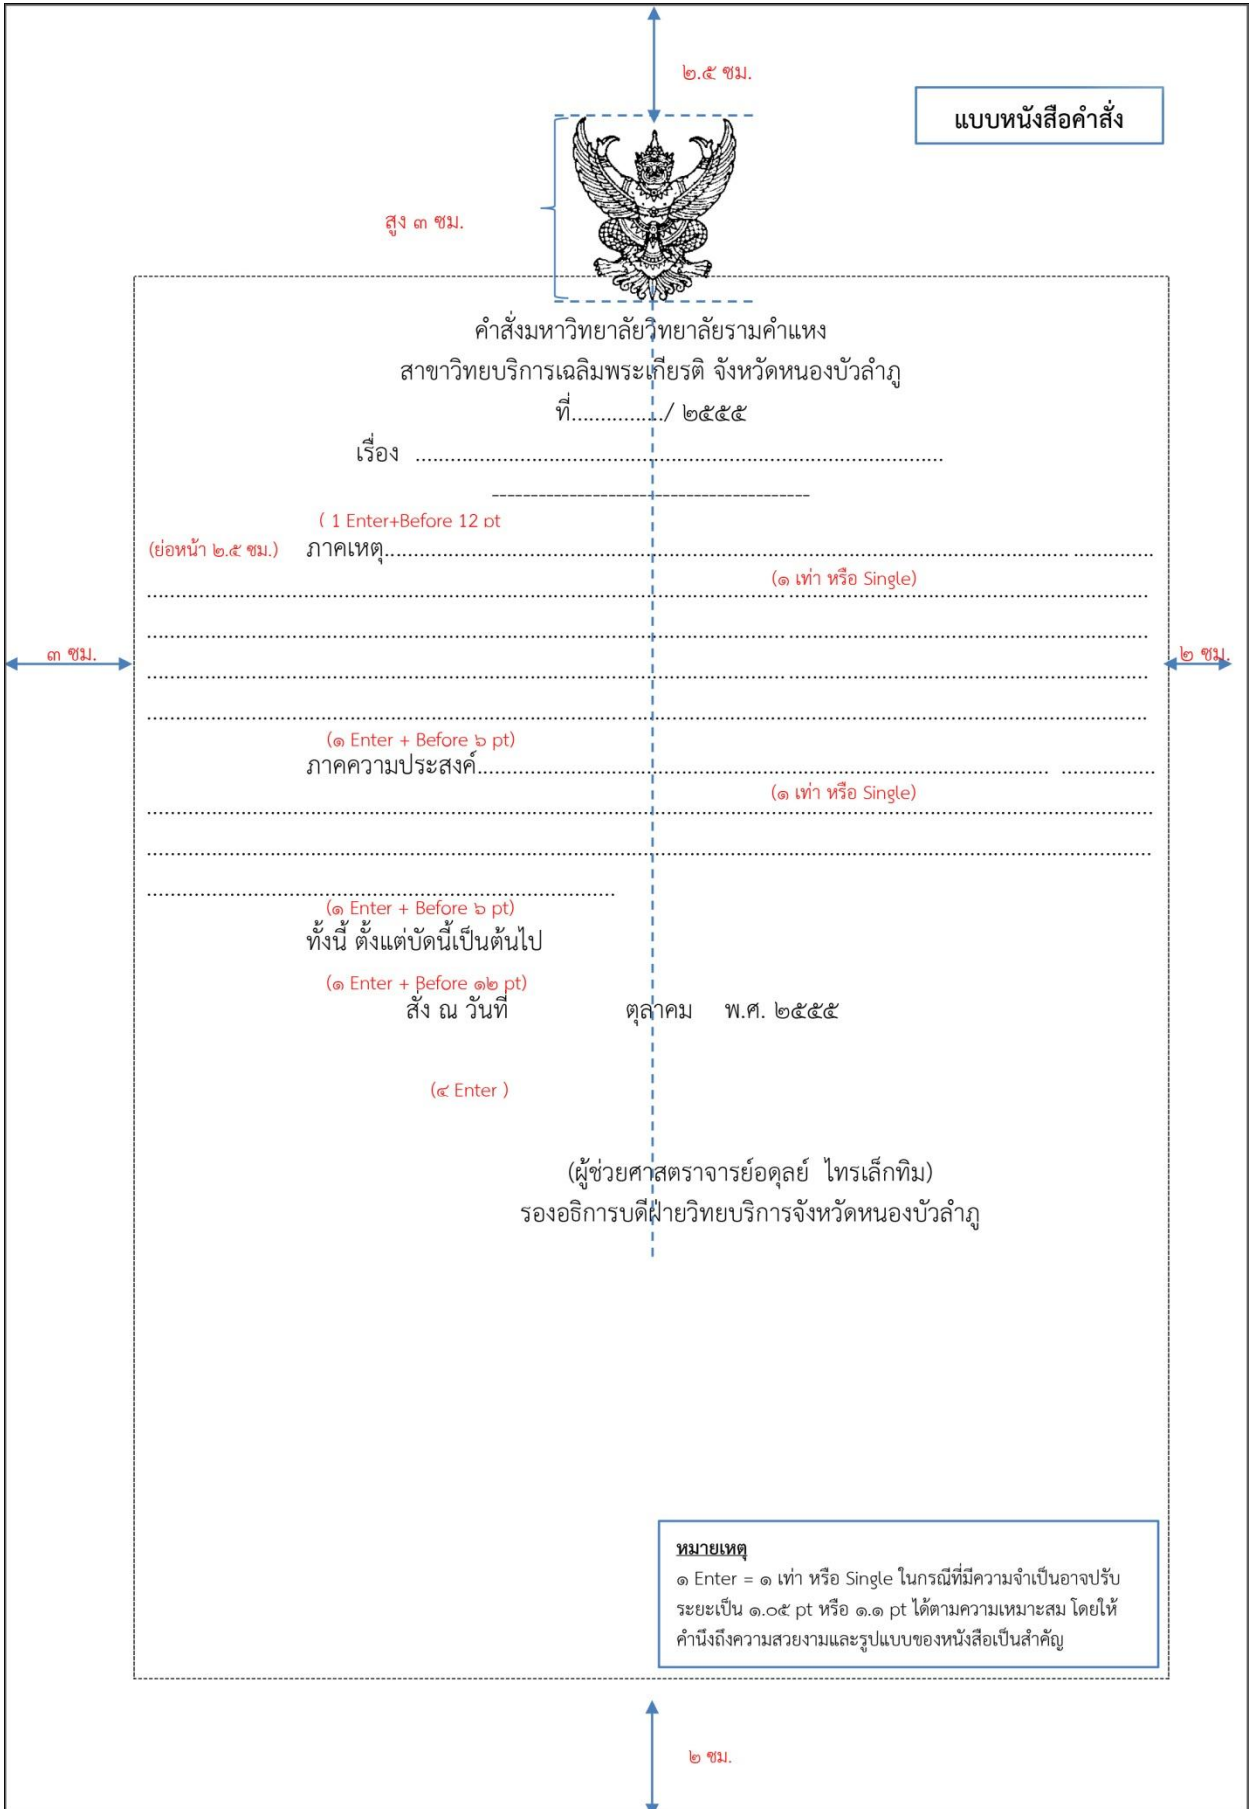 ๒.๕ ซม.
แบบหนังสือคำสั่ง
สูง ๓ ซม.
คำสั่งมหาวิทยาลัยวิทยาลัยรามคำแหง
สาขาวิทยบริการเฉลิมพระเกียรติ จังหวัดหนองบัวลำภู
ที่................/ ๒๕๕๕
เรื่อง ...........................................................................................
-----------------------------------------
( 1 Enter+Before 12 pt
(ย่อหน้า ๒.๕ ซม.) ภาคเหตุ....................................................................................................................... ..............
(๑ เท่า หรือ Single)
..............................................................................................................................................................................
..............................................................................................................................................................................
๓ ซม.
๒ ซม.
..............................................................................................................................................................................
..............................................................................................................................................................................
(๑ Enter + Before ๖ pt)
ภาคความประสงค์................................................................................................... ................
(๑ เท่า หรือ Single)
..............................................................................................................................................................................
..............................................................................................................................................................................
.................................................................................
(๑ Enter + Before ๖ pt)
ทั้งนี้ ตั้งแต่บัดนี้เป็นต้นไป
(๑ Enter + Before ๑๒ pt)
สั่ง ณ วันที่ ตุลาคม พ.ศ. ๒๕๕๕
(๔ Enter )
(ผู้ช่วยศาสตราจารย์อดุลย์ ไทรเล็กทิม)
รองอธิการบดีฝ่ายวิทยบริการจังหวัดหนองบัวลำภู
หมายเหตุ
๑ Enter = ๑ เท่า หรือ Single ในกรณีที่มีความจำเป็นอาจปรับ
ระยะเป็น ๑.๐๕ pt หรือ ๑.๑ pt ได้ตามความเหมาะสม โดยให้
คำนึงถึงความสวยงามและรูปแบบของหนังสือเป็นสำคัญ
๒ ซม.